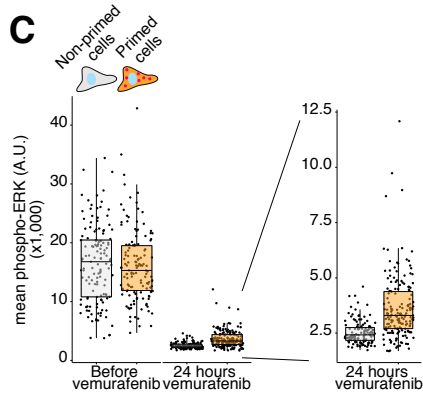 C
Non-primed
cells
Primed
cells
mean phospho-ERK (A.U.)
(x1,000)
40
30
20
10
0
Before
vemurafenib
24 hours
vemurafenib
12.5
10.0
7.5
5.0
2.5
24 hours
vemurafenib